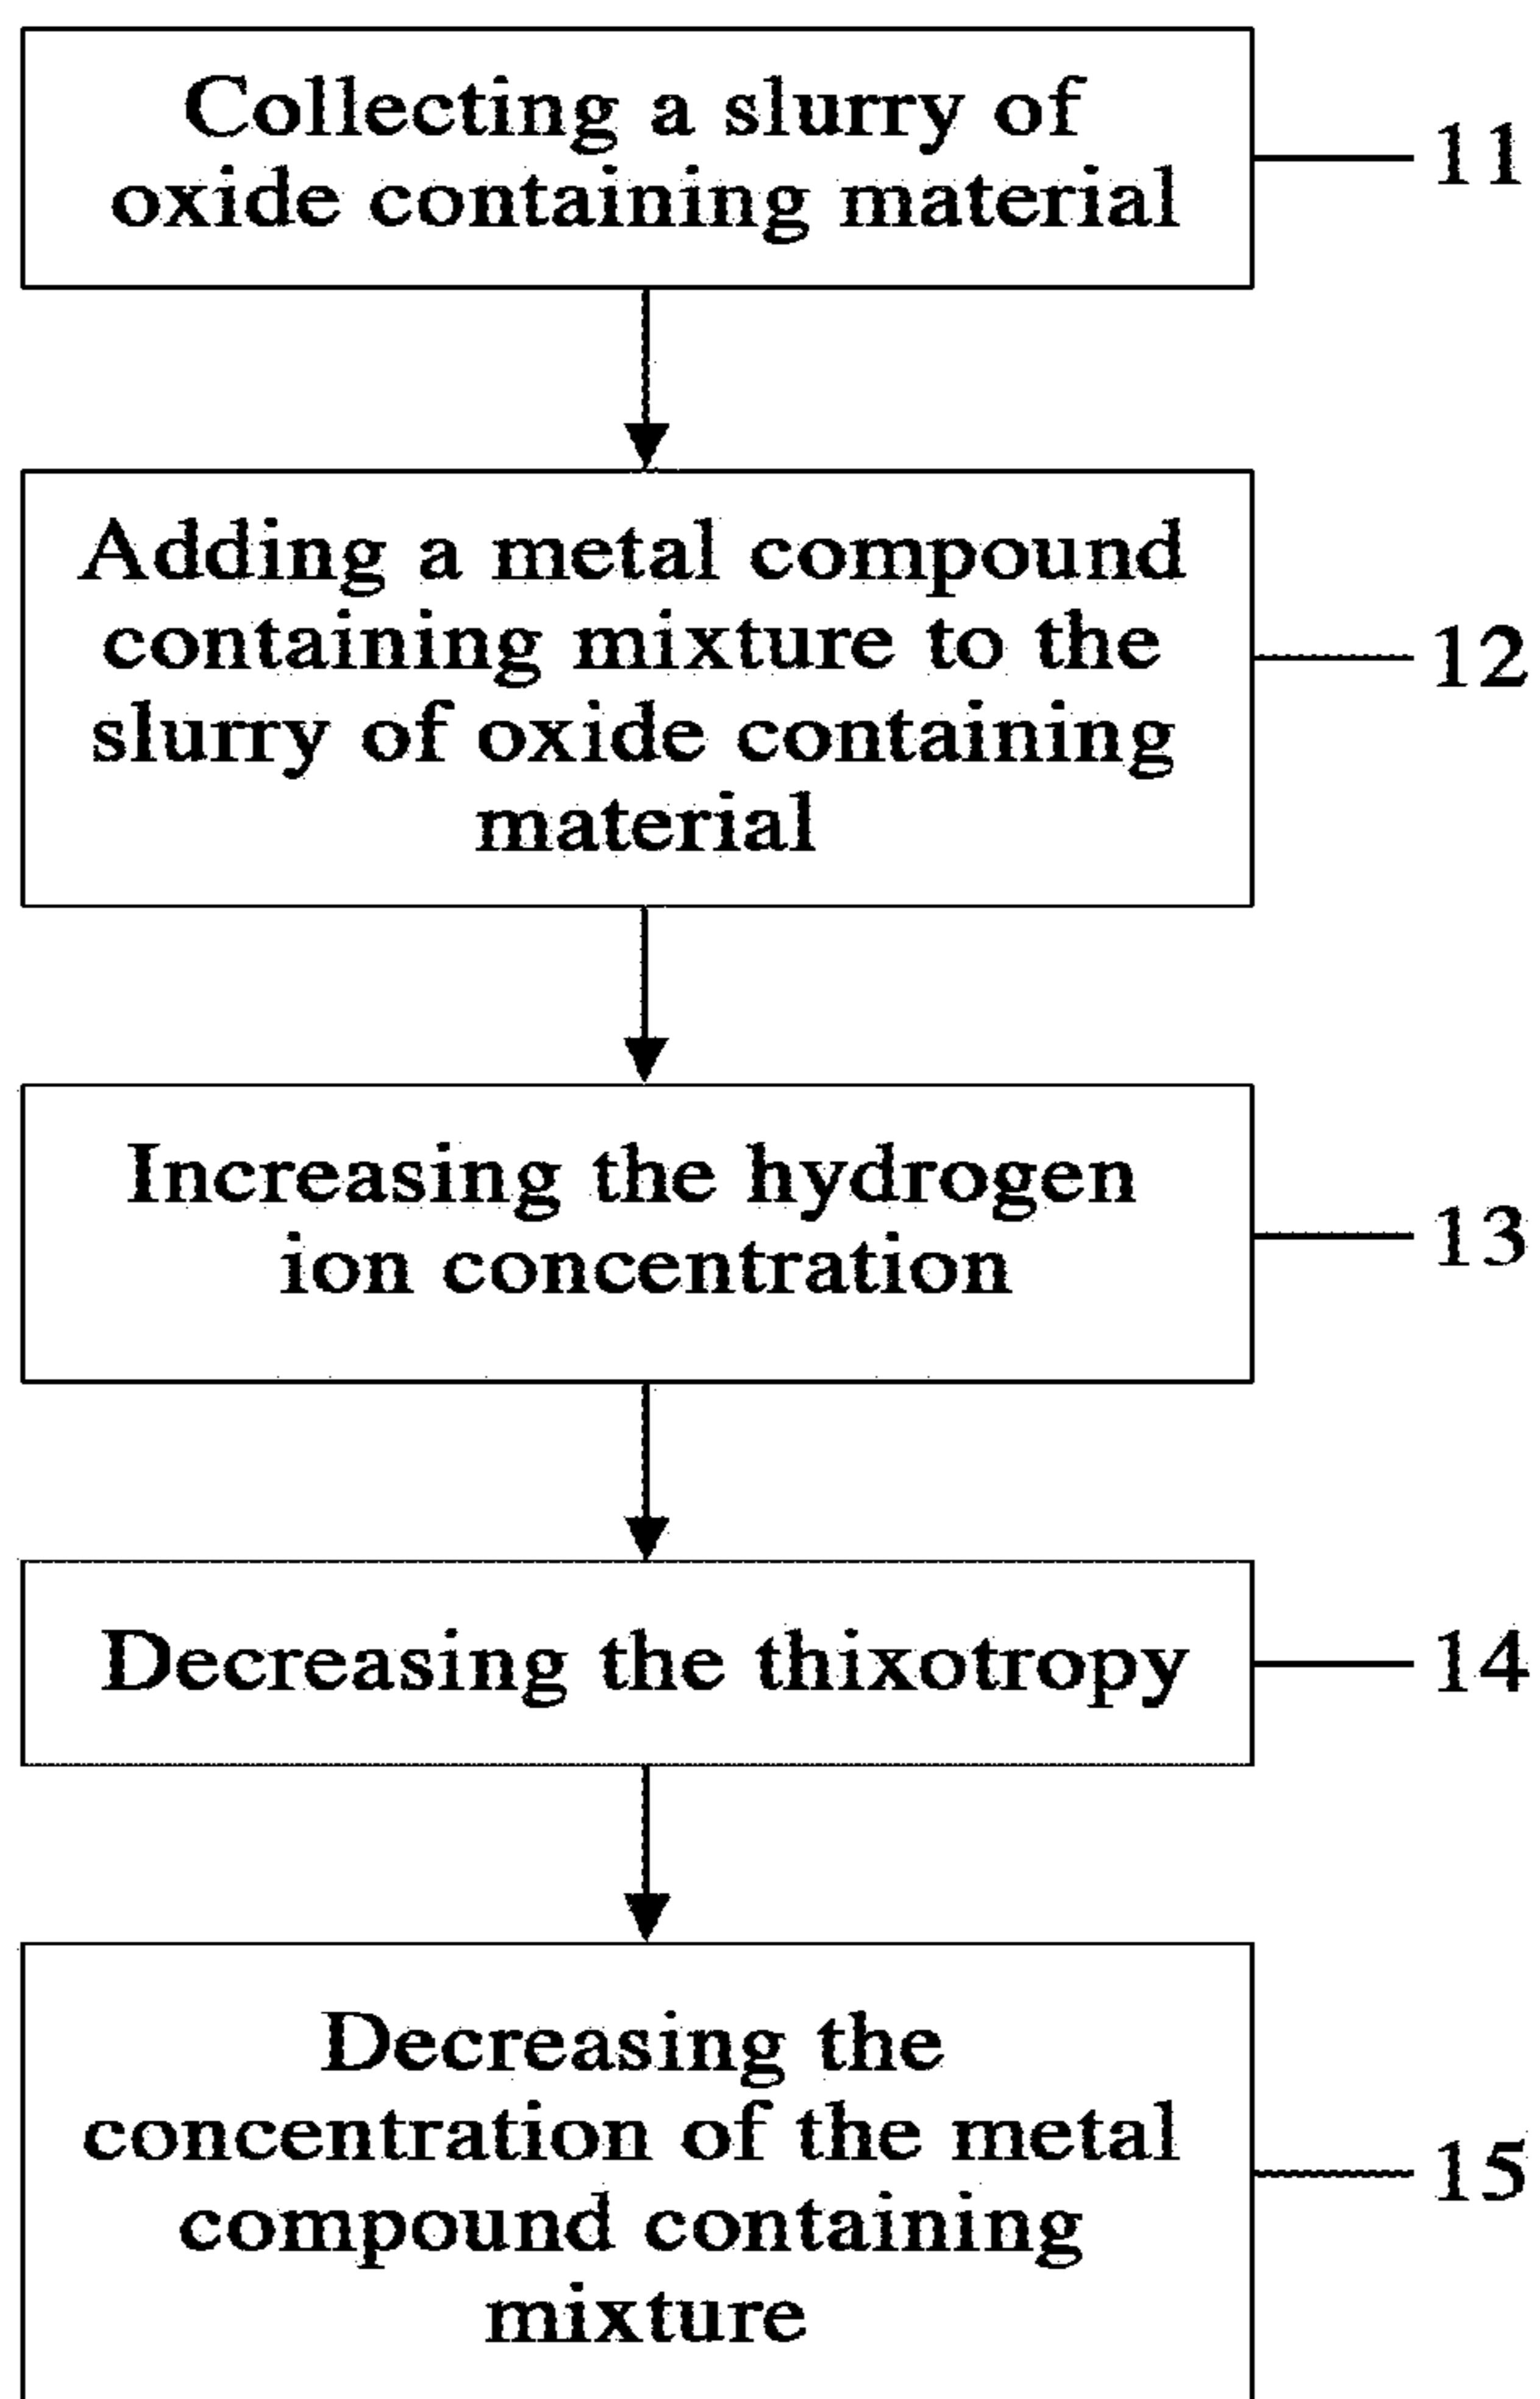 Collecting a slurry of
oxide containing material
11
Adding a metal compound
containing mixture to the
slurry of oxide containing
material
12
Increasing the hydrogen
ion concentration
13
Decreasing the thixotropy
14
Decreasing the
concentration of the metal
compound containing
mixture
15